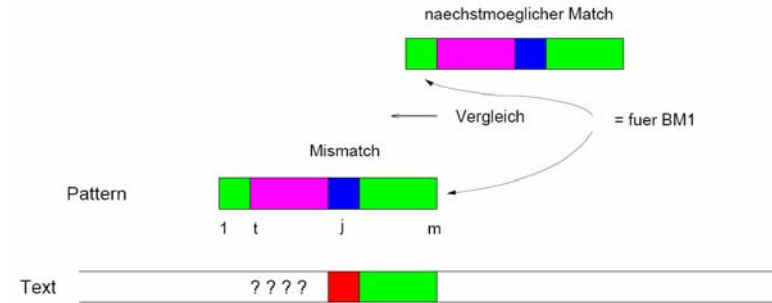 naechstmoeglicher Match
Vergleich
= fuer BM1
Mismatch
Pattern
1 t j m
Text
? ? ? ?